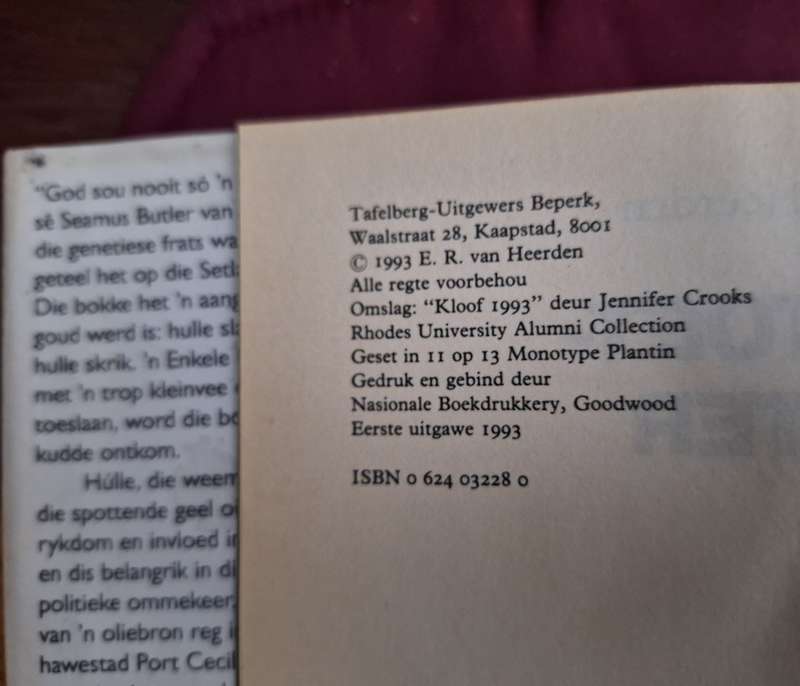 "God sou nooit só 'n
sê Seamus Butler van
die genetiese frats wa
geteel het op die Setl
Die bokke het 'n aang
goud werd is: hulle sl
hulle skrik. 'n Enkele
met 'n trop kleinvee
toeslaan, word die be
kudde ontkom.
Húlle, die weem
die spottende geel o
rykdom en invloed in
en dis belangrik in di
politieke ommekeer.
van 'n oliebron reg i
hawestad Port Cecil
Tafelberg-Uitgewers Beperk,
Waalstraat 28, Kaapstad, 8001
© 1993 E. R. van Heerden
Alle regte voorbehou
Omslag: "Kloof 1993" deur Jennifer Crooks
Rhodes University Alumni Collection
Geset in 11 op 13 Monotype Plantin
Gedruk en gebind deur
Nasionale Boekdrukkery, Goodwood
Eerste uitgawe 1993
ISBN 0 624 03228 0